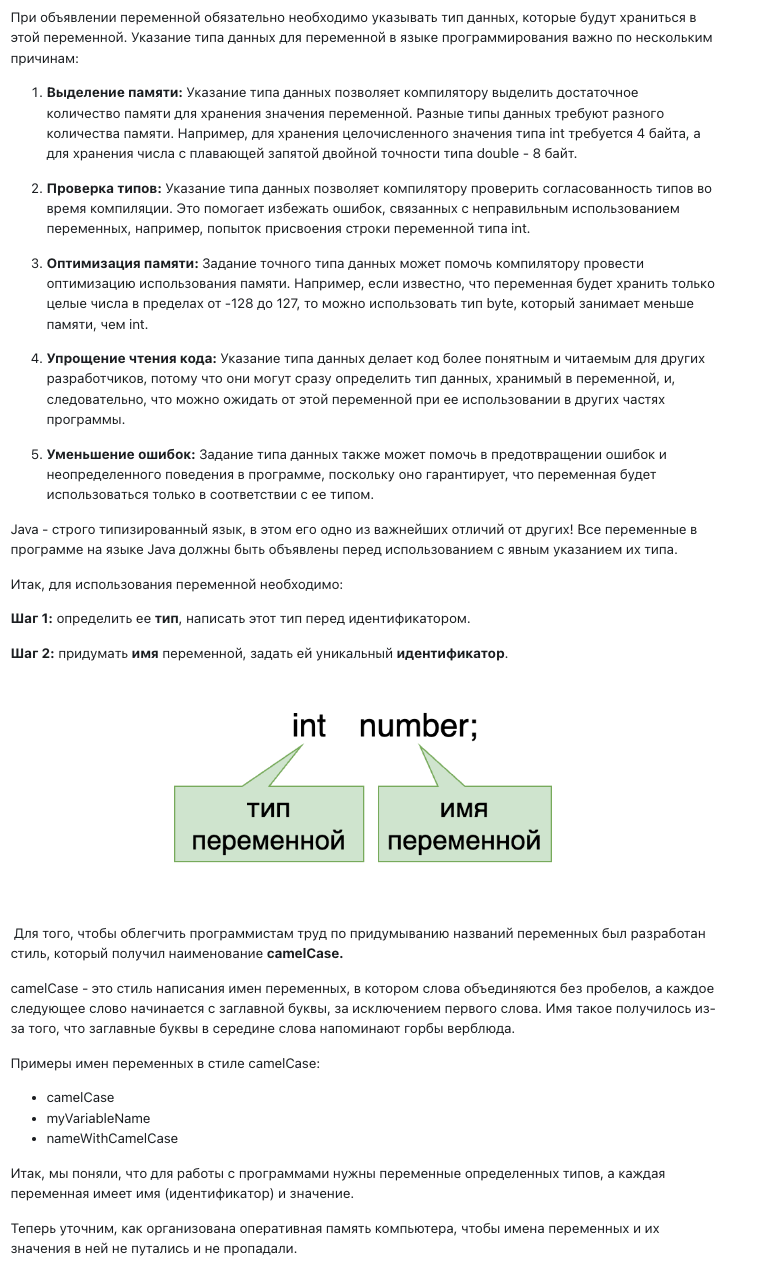 При объявлении переменной обязательно необходимо указывать тип данных, которые будут храниться в
этой переменной. Указание типа данных для переменной в языке программирования важно по нескольким
причинам:
1. Выделение памяти: Указание типа данных позволяет компилятору выделить достаточное
количество памяти для хранения значения переменной. Разные типы данных требуют разного
количества памяти. Например, для хранения целочисленного значения типа int требуется 4 байта, а
для хранения числа с плавающей запятой двойной точности типа double - 8 байт.
2. Проверка типов: Указание типа данных позволяет компилятору проверить согласованность типов во
время компиляции. Это помогает избежать ошибок, связанных с неправильным использованием
переменных, например, попыток присвоения строки переменной типа int.
3. Оптимизация памяти: Задание точного типа данных может помочь компилятору провести
оптимизацию использования памяти. Например, если известно, что переменная будет хранить только
целые числа в пределах от -128 до 127, то можно использовать тип byte, который занимает меньше
памяти, чем int.
4. Упрощение чтения кода: Указание типа данных делает код более понятным и читаемым для других
разработчиков, потому что они могут сразу определить тип данных, хранимый в переменной, и,
следовательно, что можно ожидать от этой переменной при ее использовании в других частях
программы.
5. Уменьшение ошибок: Задание типа данных также может помочь в предотвращении ошибок и
неопределенного поведения в программе, поскольку оно гарантирует, что переменная будет
использоваться только в соответствии с ее типом.
Java - строго типизированный язык, в этом его одно из важнейших отличий от других! Все переменные в
программе на языке Java должны быть объявлены перед использованием с явным указанием их типа.
Итак, для использования переменной необходимо:
Шаг 1: определить ее тип, написать этот тип перед идентификатором.
Шаг 2: придумать имя переменной, задать ей уникальный идентификатор.
int number;
тип
переменной
имя
переменной
Для того, чтобы облегчить программистам труд по придумыванию названий переменных был разработан
стиль, который получил наименование camelCase.
camelCase - это стиль написания имен переменных, в котором слова объединяются без пробелов, а каждое
следующее слово начинается с заглавной буквы, за исключением первого слова. Имя такое получилось из-
за того, что заглавные буквы в середине слова напоминают горбы верблюда.
Примеры имен переменных в стиле camelCase:
• camelCase
• myVariableName
• nameWithCamelCase
Итак, мы поняли, что для работы с программами нужны переменные определенных типов, а каждая
переменная имеет имя (идентификатор) и значение.
Теперь уточним, как организована оперативная память компьютера, чтобы имена переменных и их
значения в ней не путались и не пропадали.